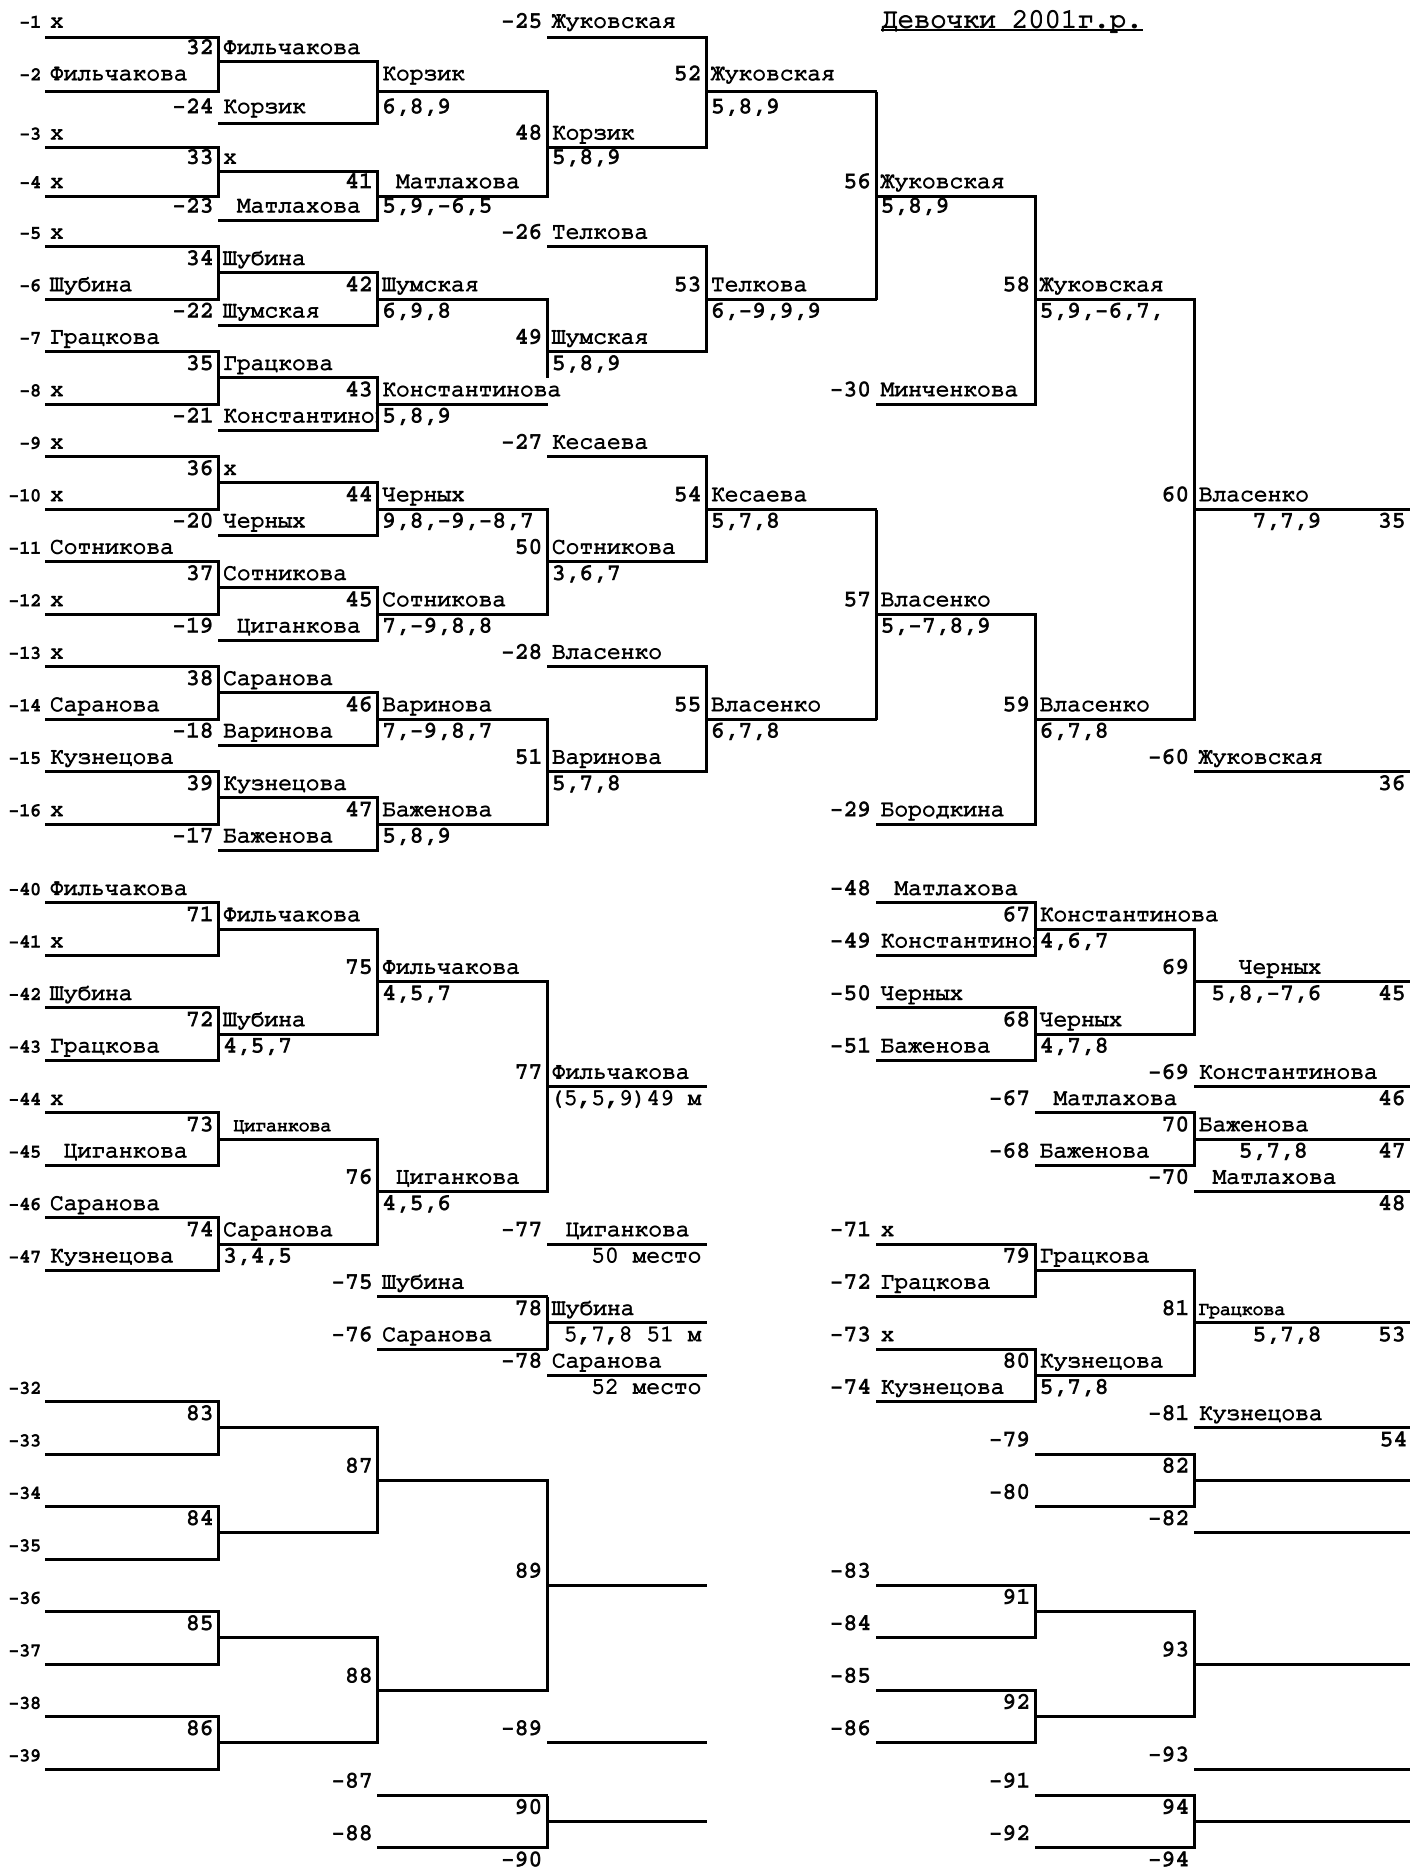 -1 х -25 Жуковская Девочки 2001г.р.
32 Фильчакова
-2 Фильчакова Корзик 52 Жуковская
-24 Корзик 6,8,9 5,8,9
-3 х 48 Корзик
33 х 5,8,9
-4 х 41 Матлахова 56 Жуковская
-23 Матлахова 5,9,-6,5 5,8,9
-5 х -26 Телкова
34 Шубина
-6 Шубина 42 Шумская 53 Телкова 58 Жуковская
-22 Шумская 6,9,8 6,-9,9,9 5,9,-6,7,
-7 Грацкова 49 Шумская
35 Грацкова 5,8,9
-8 х 43 Константинова -30 Минченкова
-21 Константино 5,8,9
-9 х -27 Кесаева
36 х
-10 х 44 Черных 54 Кесаева 60 Власенко
-20 Черных 9,8,-9,-8,7 5,7,8 7,7,9 35
-11 Сотникова 50 Сотникова
37 Сотникова 3,6,7
-12 х 45 Сотникова 57 Власенко
-19 Циганкова 7,-9,8,8 5,-7,8,9
-13 х -28 Власенко
38 Саранова
-14 Саранова 46 Варинова 55 Власенко 59 Власенко
-18 Варинова 7,-9,8,7 6,7,8 6,7,8
-15 Кузнецова 51 Варинова -60 Жуковская
39 Кузнецова 5,7,8 36
-16 х 47 Баженова -29 Бородкина
-17 Баженова 5,8,9
-40 Фильчакова -48 Матлахова
71 Фильчакова 67 Константинова
-41 х -49 Константино 4,6,7
75 Фильчакова 69 Черных
-42 Шубина 4,5,7 -50 Черных 5,8,-7,6 45
72 Шубина 68 Черных
-43 Грацкова 4,5,7 -51 Баженова 4,7,8
77 Фильчакова -69 Константинова
-44 х (5,5,9)49 м -67 Матлахова 46
73 Циганкова 70 Баженова
-45 Циганкова -68 Баженова 5,7,8 47
76 Циганкова -70 Матлахова
-46 Саранова 4,5,6 48
74 Саранова -77 Циганкова -71 х
-47 Кузнецова 3,4,5 50 место 79 Грацкова
-75 Шубина -72 Грацкова
78 Шубина 81 Грацкова
-76 Саранова 5,7,8 51 м -73 х 5,7,8 53
-78 Саранова 80 Кузнецова
-32 52 место -74 Кузнецова 5,7,8
83 -81 Кузнецова
-33 -79 54
87 82
-34 -80
84 -82
-35
89 -83
-36 91
85 -84
-37 93
88 -85
-38 92
86 -89 -86
-39 -93
-87 -91
90 94
-88 -92
-90 -94